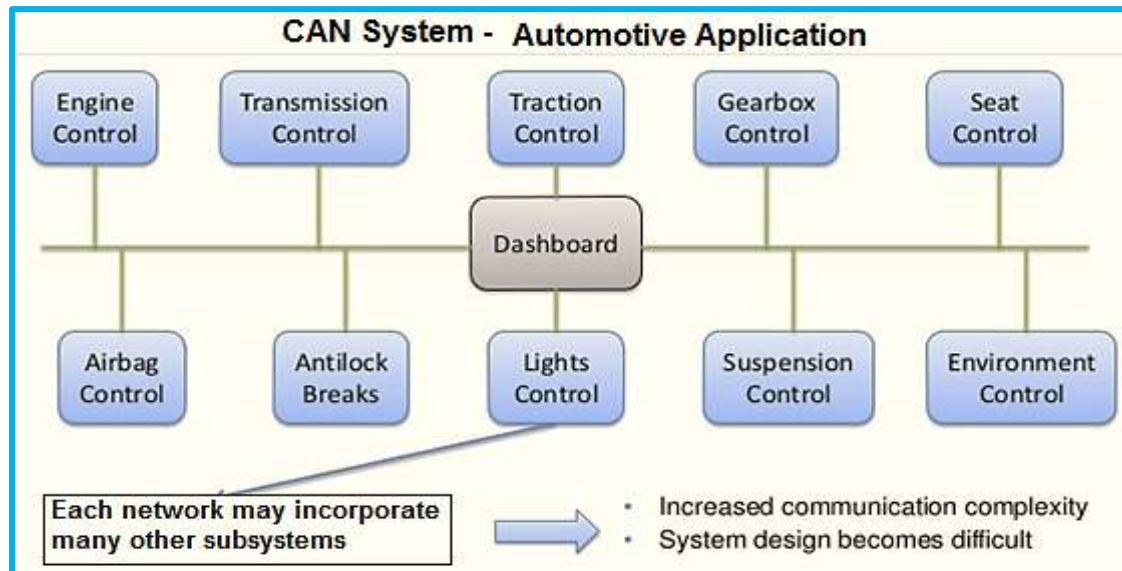 CAN System - Automotive Application
Engine
Control
Transmission
Control
Traction
Control
Gearbox
Control
Seat
Control
Dashboard
Airbag
Control
Antilock
Breaks
Lights
Control
Suspension
Control
Environment
Control
Each network may incorporate
many other subsystems
• Increased communication complexity
• System design becomes difficult